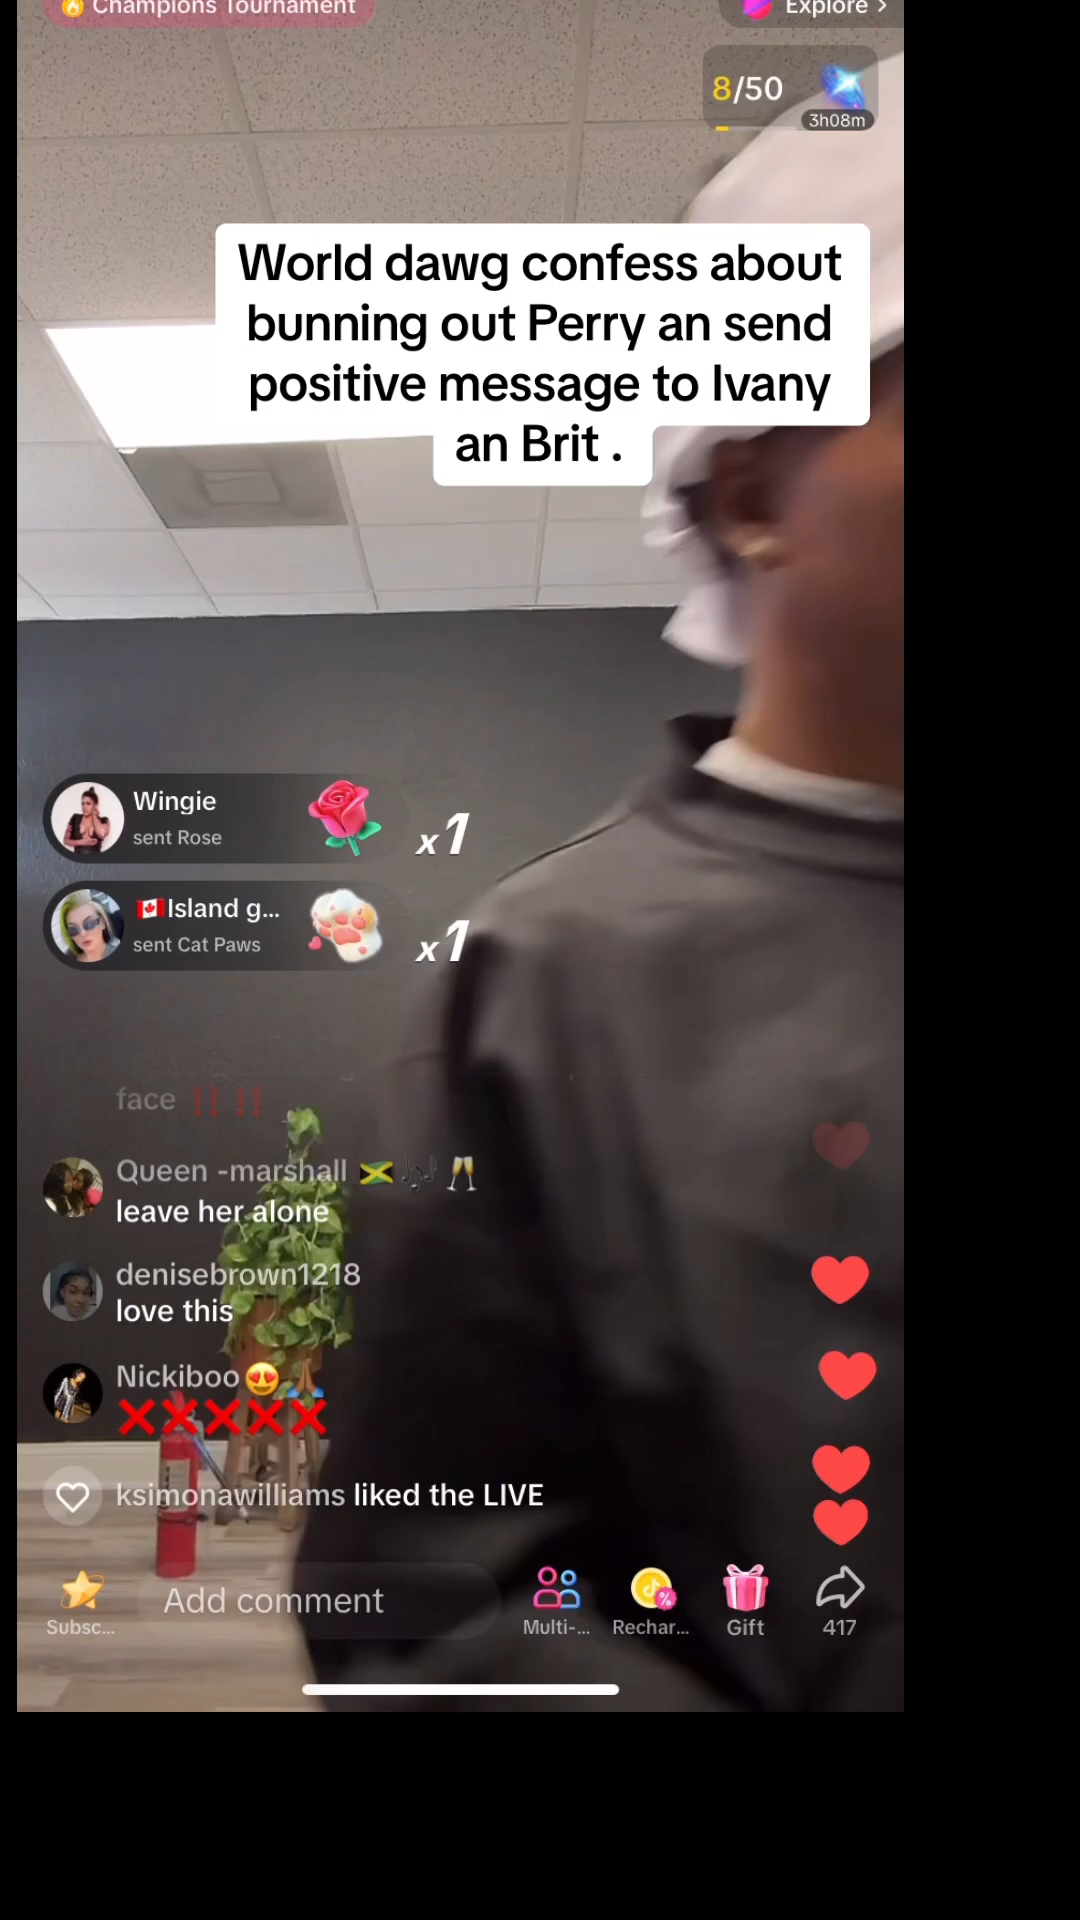 Champions Tournament
Explore >
8/50
3h08m
World dawg confess about
bunning out Perry an send
positive message to Ivany
an Brit .
Wingie
sent Rose
x1
🇨🇦Island g...
sent Cat Paws
x1
face ‼️‼️
Queen -marshall 🇯🇲🎶🥂
leave her alone
denisebrown1218
love this
Nickiboo😍🙏🏾
❌❌❌❌❌
ksimonawilliams liked the LIVE
Add comment
Subsc...
Multi-...
Rechar...
Gift
417